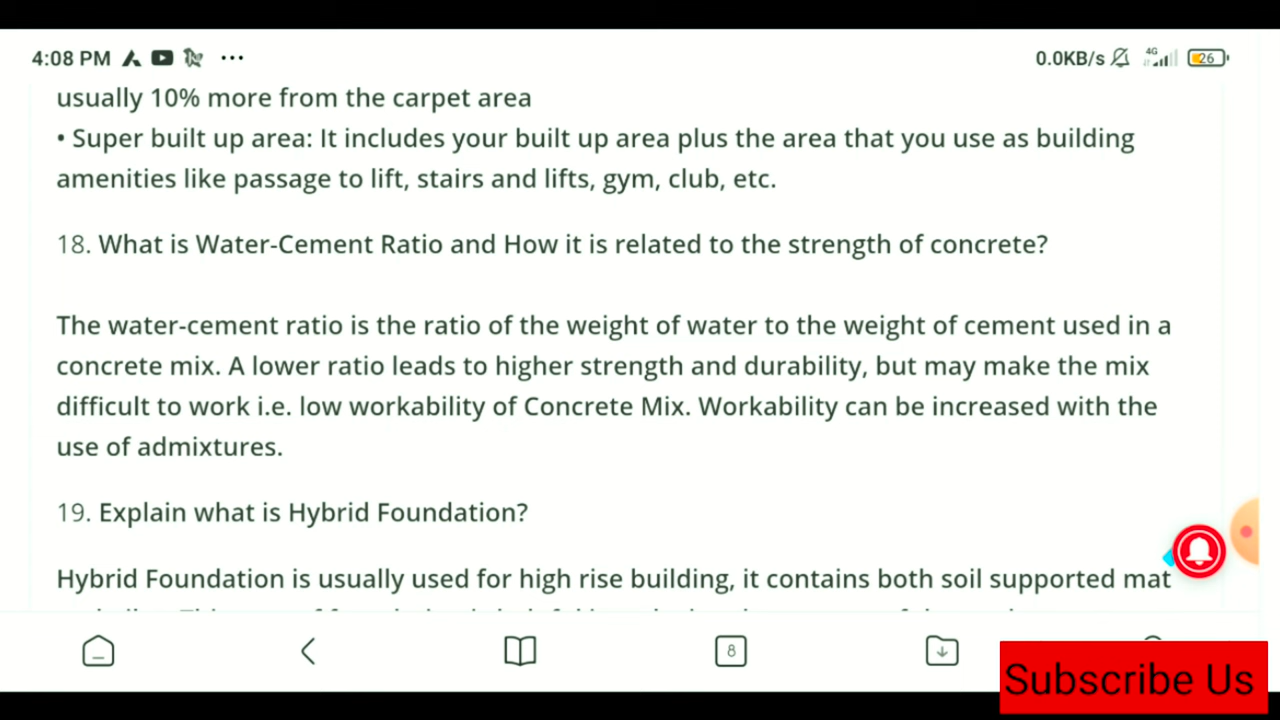 4:08 PM ... 0.0KB/s 4G 26
usually 10% more from the carpet area
• Super built up area: It includes your built up area plus the area that you use as building
amenities like passage to lift, stairs and lifts, gym, club, etc.
18. What is Water-Cement Ratio and How it is related to the strength of concrete?
The water-cement ratio is the ratio of the weight of water to the weight of cement used in a
concrete mix. A lower ratio leads to higher strength and durability, but may make the mix
difficult to work i.e. low workability of Concrete Mix. Workability can be increased with the
use of admixtures.
19. Explain what is Hybrid Foundation?
Hybrid Foundation is usually used for high rise building, it contains both soil supported mat
8
Subscribe Us